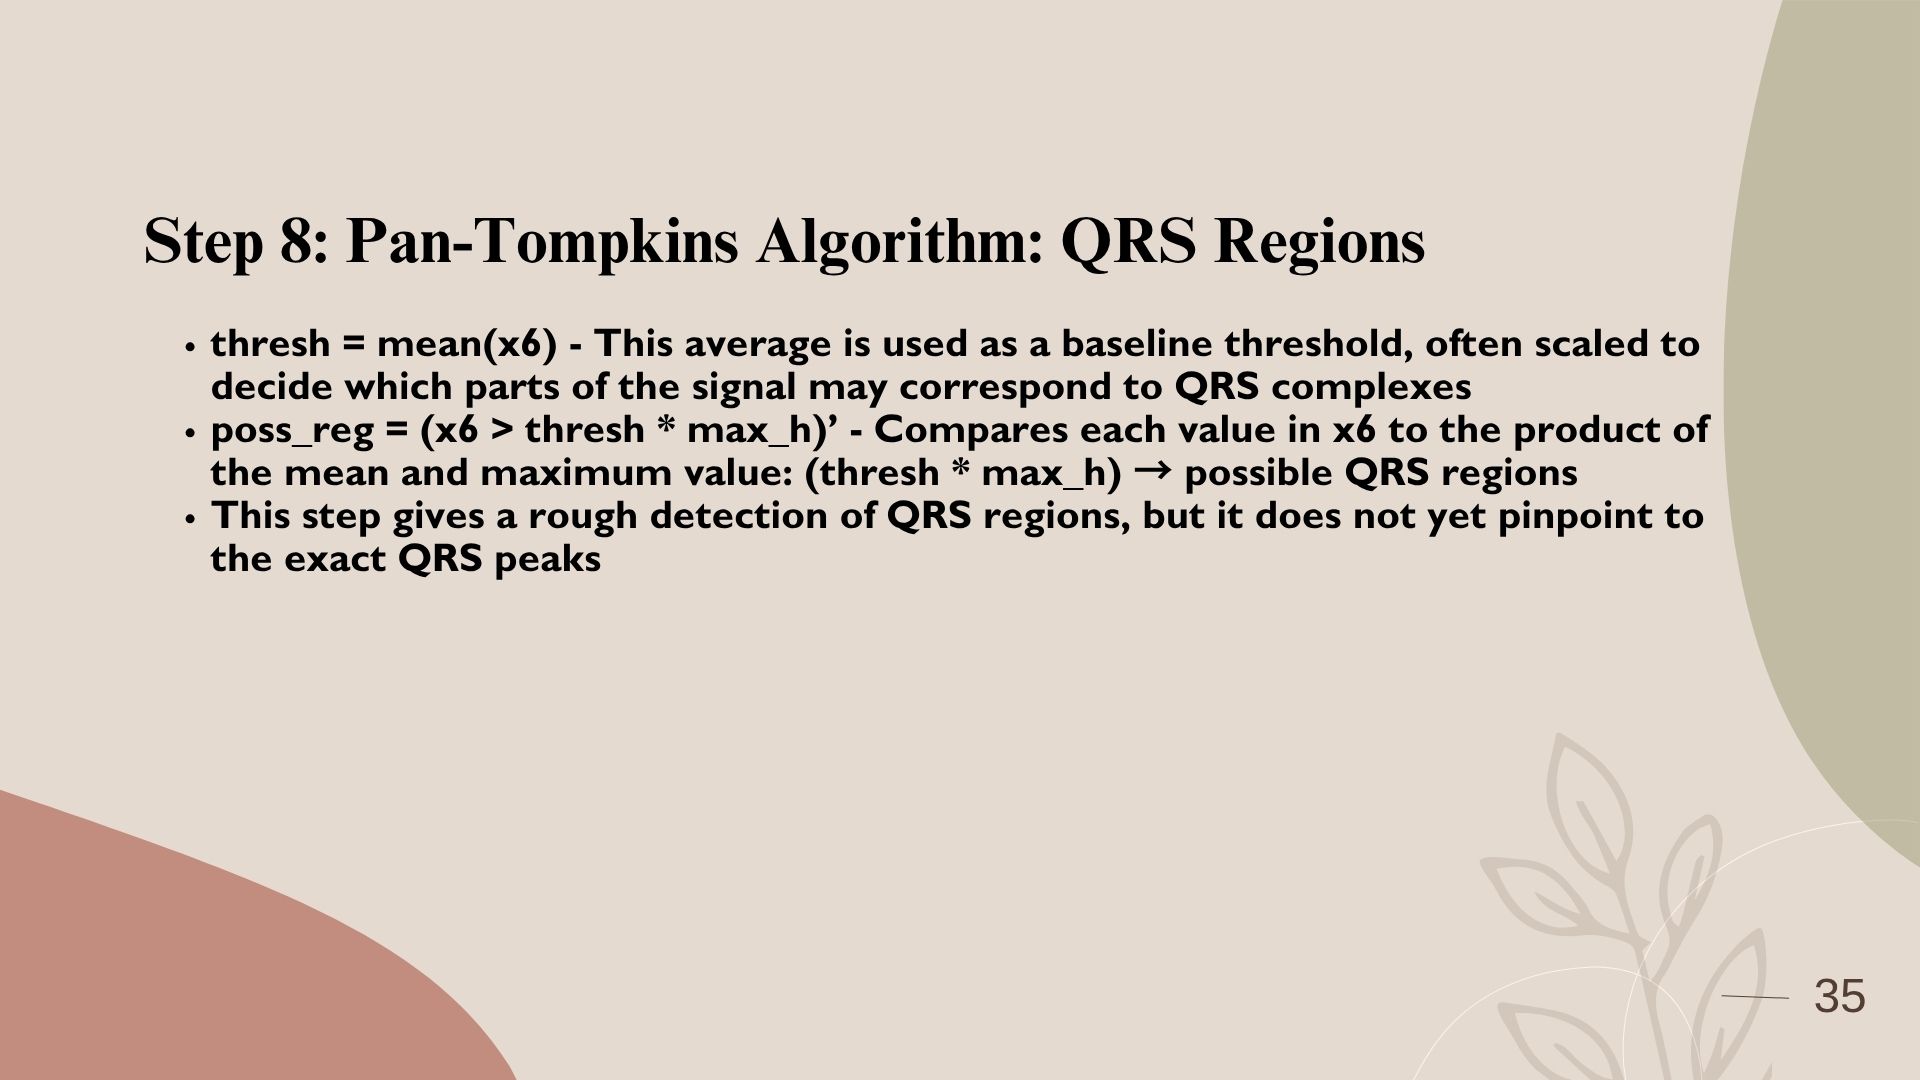 Step 8: Pan-Tompkins Algorithm: QRS Regions
• thresh = mean(x6) - This average is used as a baseline threshold, often scaled to
decide which parts of the signal may correspond to QRS complexes
• poss_reg = (x6 > thresh * max_h)’ - Compares each value in x6 to the product of
the mean and maximum value: (thresh * max_h) → possible QRS regions
• This step gives a rough detection of QRS regions, but it does not yet pinpoint to
the exact QRS peaks
35